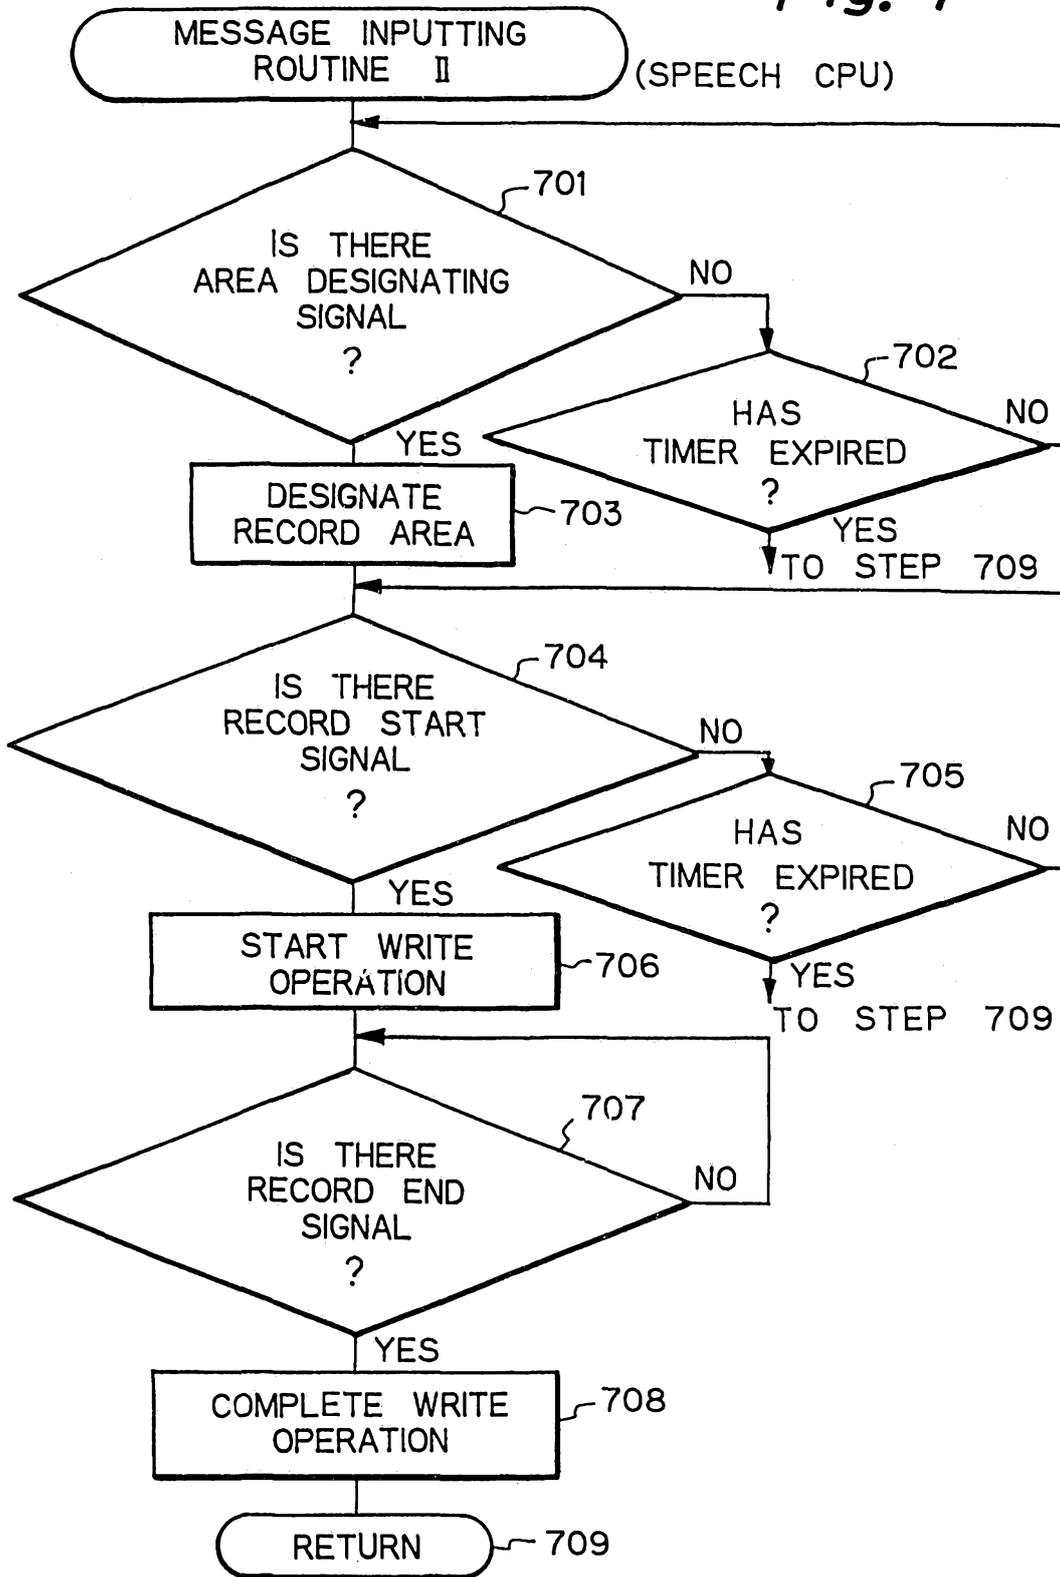 MESSAGE INPUTTING
ROUTINE II
(SPEECH CPU)
701
IS THERE
AREA DESIGNATING
SIGNAL
?
NO
702
HAS
TIMER EXPIRED
?
NO
YES
TO STEP 709
YES
DESIGNATE
RECORD AREA
703
704
IS THERE
RECORD START
SIGNAL
?
NO
705
HAS
TIMER EXPIRED
?
NO
YES
TO STEP 709
YES
START WRITE
OPERATION
706
707
IS THERE
RECORD END
SIGNAL
?
NO
YES
COMPLETE WRITE
OPERATION
708
RETURN
709